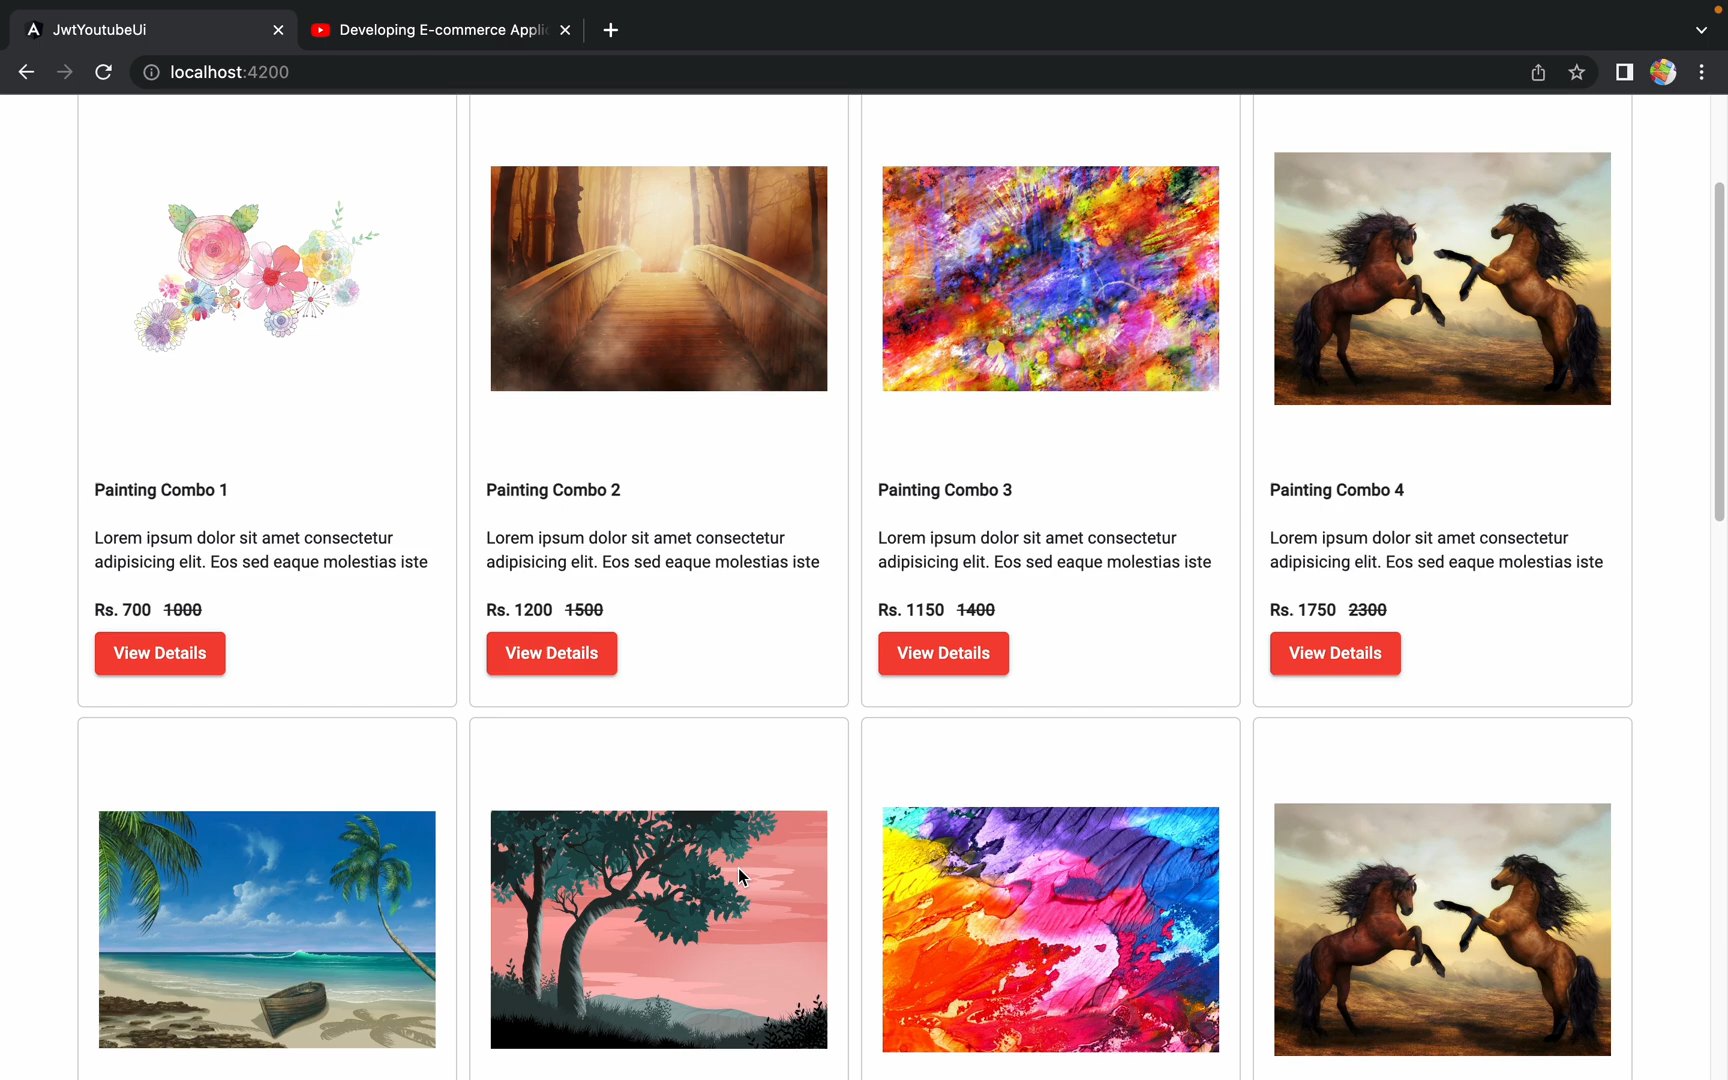 JwtYoutubeUi
Developing E-commerce Appli
localhost:4200
Painting Combo 1
Lorem ipsum dolor sit amet consectetur
adipisicing elit. Eos sed eaque molestias iste
Rs. 700 1000
View Details
Painting Combo 2
Lorem ipsum dolor sit amet consectetur
adipisicing elit. Eos sed eaque molestias iste
Rs. 1200 1500
View Details
Painting Combo 3
Lorem ipsum dolor sit amet consectetur
adipisicing elit. Eos sed eaque molestias iste
Rs. 1150 1400
View Details
Painting Combo 4
Lorem ipsum dolor sit amet consectetur
adipisicing elit. Eos sed eaque molestias iste
Rs. 1750 2300
View Details